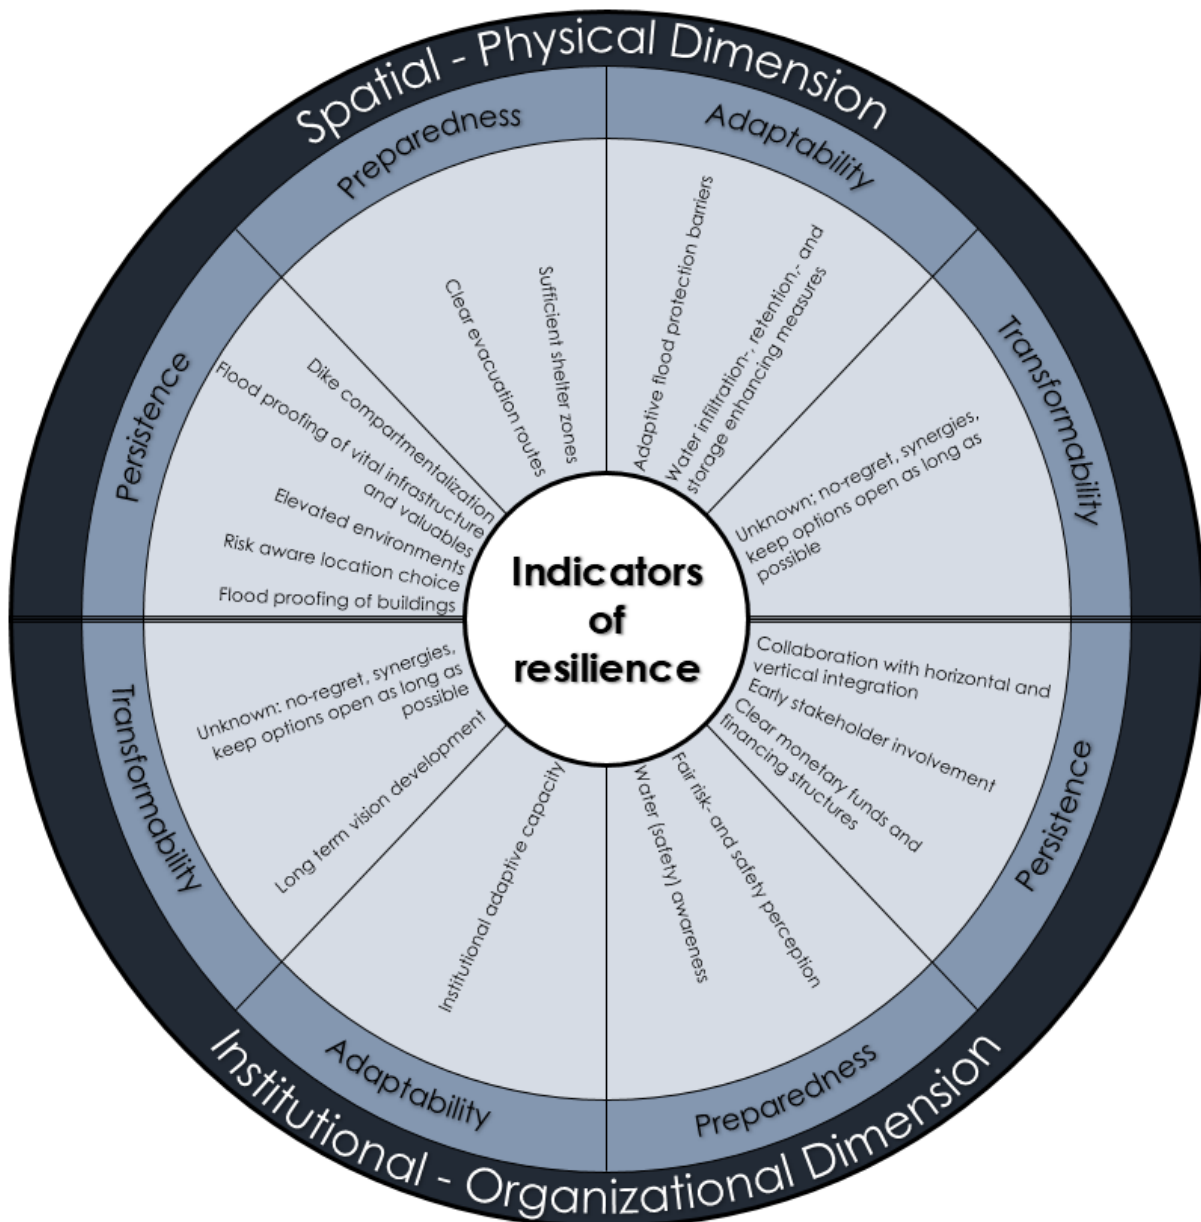 Spatial - Physical Dimension
Preparedness
Adaptability
Persistence
Transformability
Dike compartmentalization
Flood proofing of vital infrastructure
and valuables
Elevated environments
Risk aware location choice
Flood proofing of buildings
Clear evacuation routes
Sufficient shelter zones
Adaptive flood protection barriers
Water infiltration-, retention,- and
storage enhancing measures
Unknown: no-regret, synergies,
keep options open as long as
possible
Indicators
of
resilience
Unknown: no-regret, synergies,
keep options open as long as
possible
Long term vision development
Institutional adaptive capacity
Water (safety) awareness
Fair risk- and safety perception
Collaboration with horizontal and
vertical integration
Early stakeholder involvement
Clear monetary funds and
financing structures
Transformability
Persistence
Adaptability
Preparedness
Institutional - Organizational Dimension